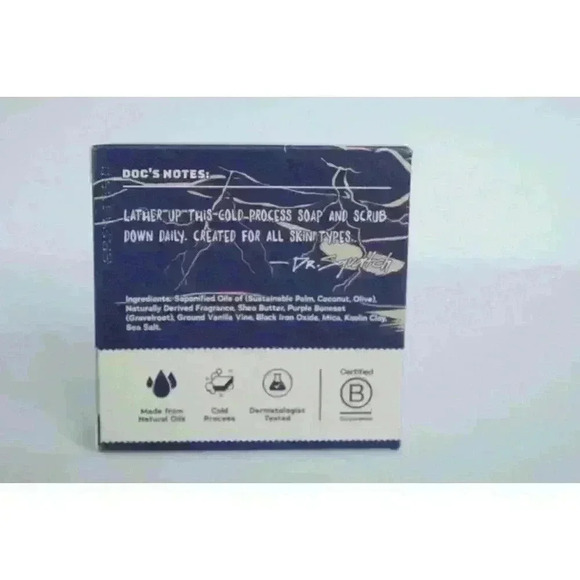 DOC'S NOTES:
LATHER UP THIS COLD-PROCESS SOAP AND SCRUB
DOWN DAILY. CREATED FOR ALL SKIN TYPES.
— DR. Squatch
Ingredients: Saponified Oils of (Sustainable Palm, Coconut, Olive),
Naturally Derived Fragrance, Shea Butter, Purple Boneset
(Gravelroot), Ground Vanilla Vine, Black Iron Oxide, Mica, Kaolin Clay,
Sea Salt.
Made from
Natural Oils
Cold
Process
Dermatologist
Tested
Certified
B
Corporation